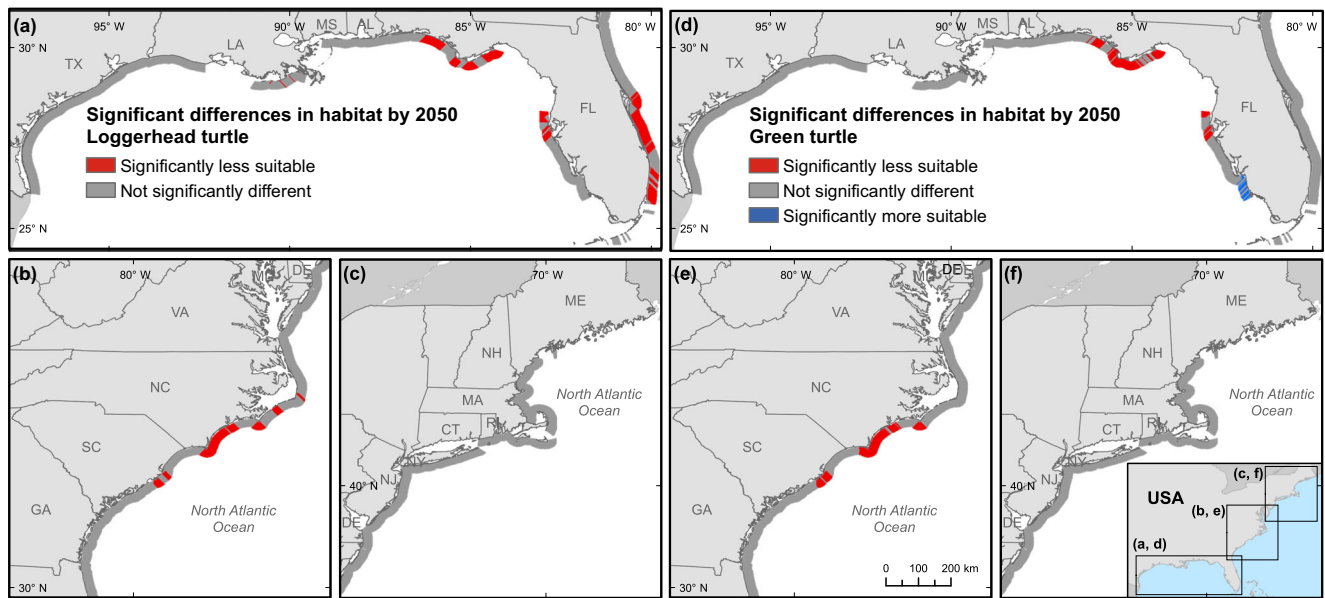 (a)
95° W
90° W
85° W
80° W
30° N
25° N
TX
LA
MS
AL
FL
Significant differences in habitat by 2050
Loggerhead turtle
Significantly less suitable
Not significantly different
(d)
95° W
90° W
85° W
80° W
30° N
25° N
TX
LA
MS
AL
FL
Significant differences in habitat by 2050
Green turtle
Significantly less suitable
Not significantly different
Significantly more suitable
(b)
80° W
DE
VA
NC
SC
GA
North Atlantic
Ocean
30° N
(c)
70° W
ME
NH
MA
CT
RI
NY
NJ
DE
North Atlantic
Ocean
40° N
(e)
80° W
DE
VA
NC
SC
GA
North Atlantic
Ocean
0 100 200 km
30° N
(f)
70° W
ME
NH
MA
CT
RI
NY
NJ
DE
North Atlantic
Ocean
40° N
USA
(c, f)
(b, e)
(a, d)